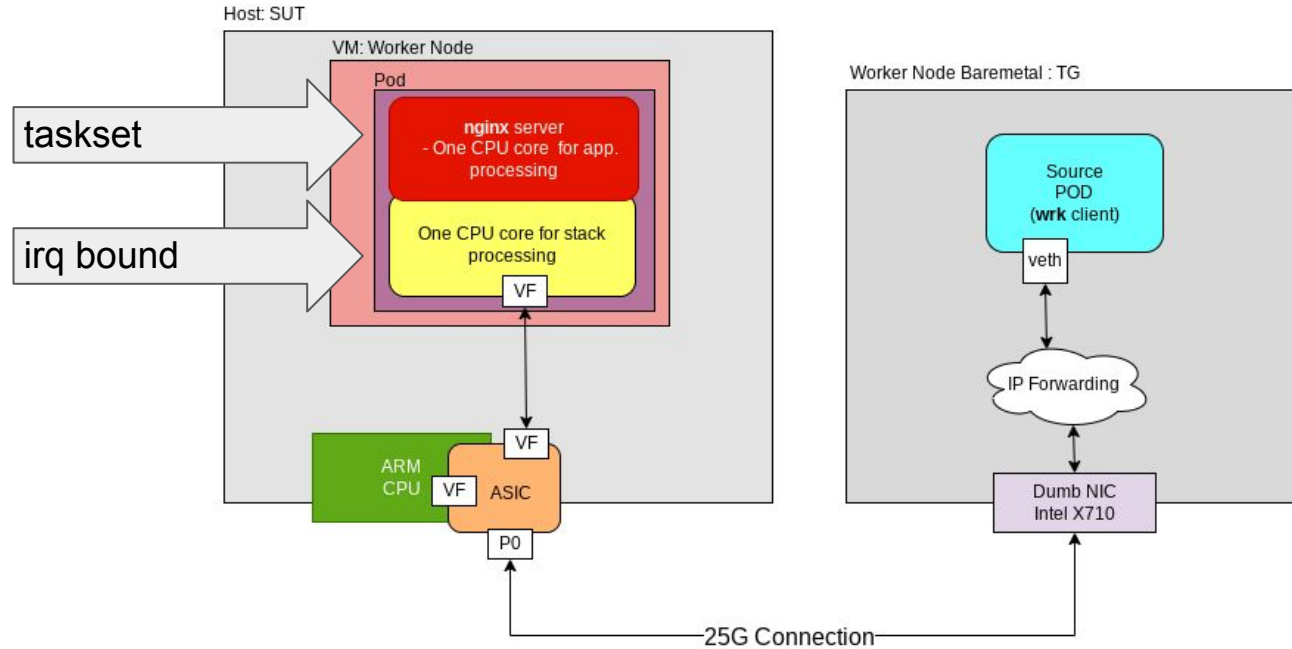 Host: SUT
VM: Worker Node
Pod
taskset
nginx server
- One CPU core for app.
processing
irq bound
One CPU core for stack
processing
VF
VF
ARM
CPU
VF
ASIC
P0
Worker Node Baremetal : TG
Source
POD
(wrk client)
veth
IP Forwarding
Dumb NIC
Intel X710
25G Connection